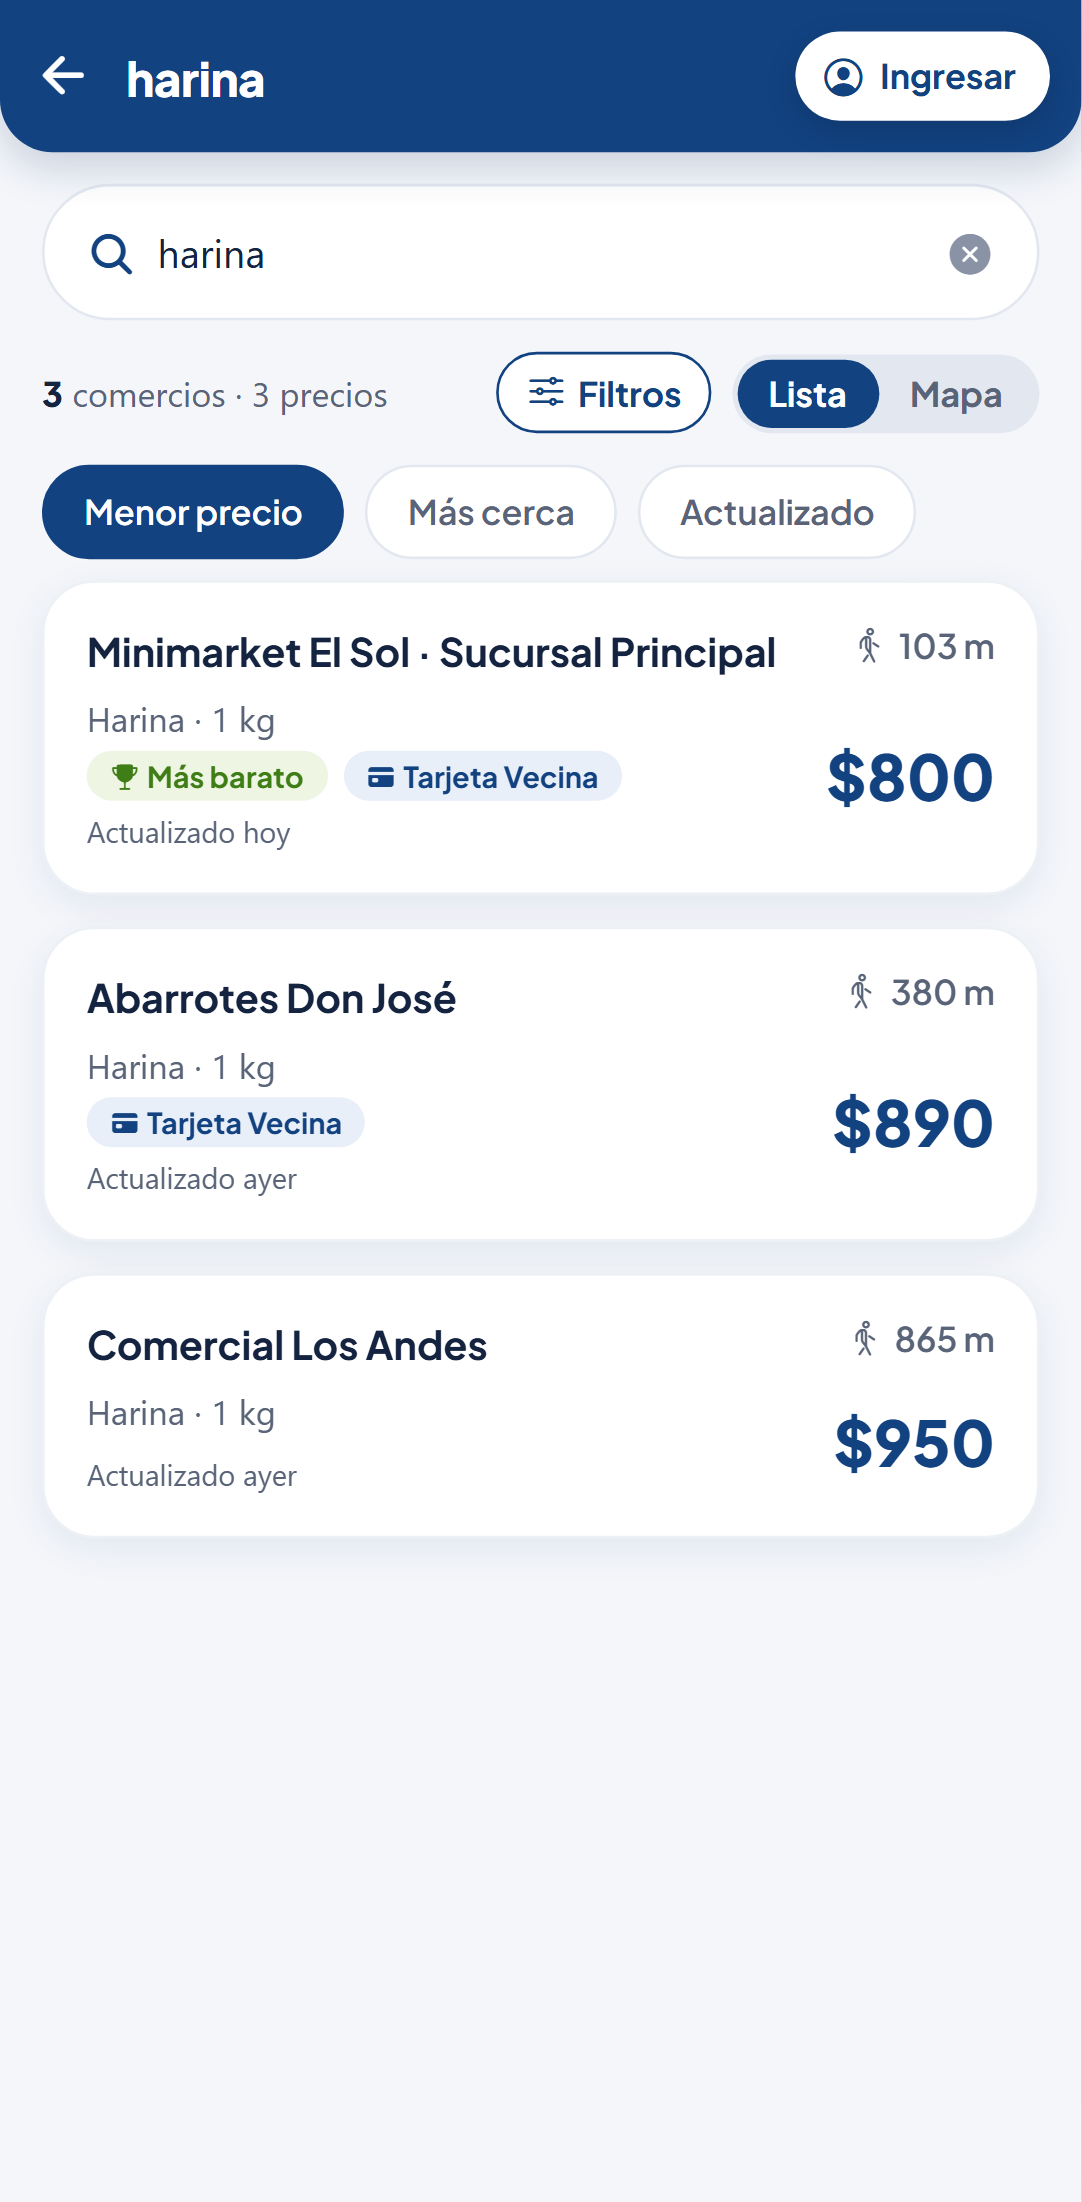 harina
Ingresar
harina
3 comercios · 3 precios
Filtros
Lista
Mapa
Menor precio
Más cerca
Actualizado
Minimarket El Sol · Sucursal Principal
103 m
Harina · 1 kg
Más barato
Tarjeta Vecina
$800
Actualizado hoy
Abarrotes Don José
380 m
Harina · 1 kg
Tarjeta Vecina
$890
Actualizado ayer
Comercial Los Andes
865 m
Harina · 1 kg
$950
Actualizado ayer